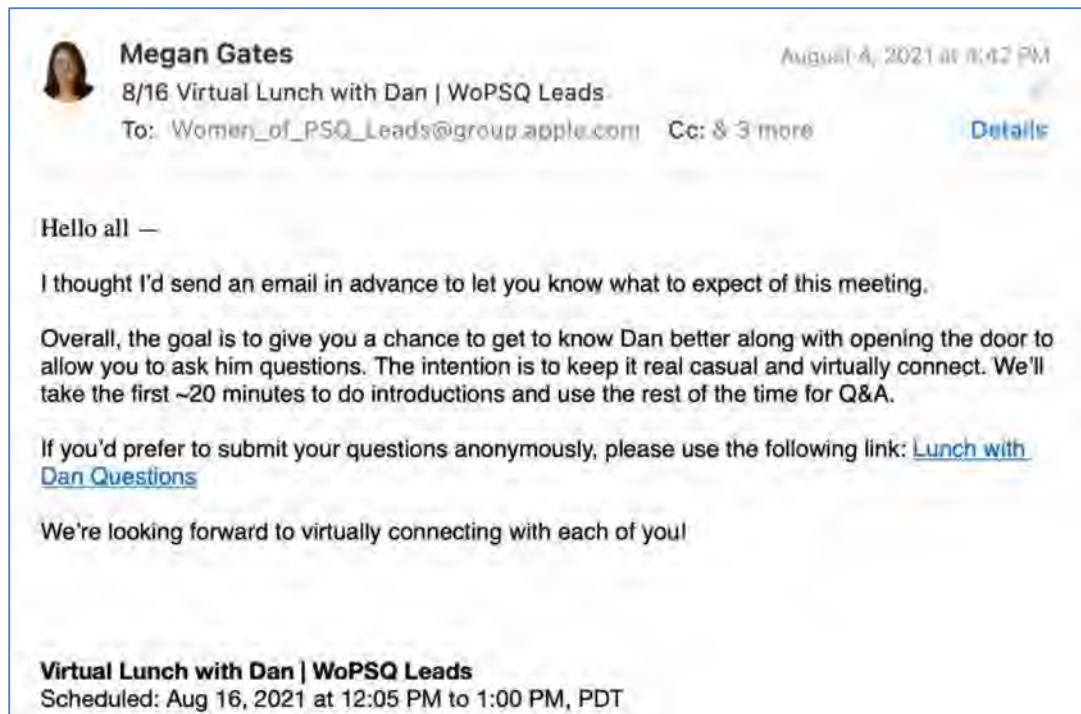 Megan Gates
August 4, 2021 at 4:42 PM
8/16 Virtual Lunch with Dan | WoPSQ Leads
To: Women_of_PSQ_Leads@group.apple.com Cc: & 3 more Details
Hello all —
I thought I'd send an email in advance to let you know what to expect of this meeting.
Overall, the goal is to give you a chance to get to know Dan better along with opening the door to
allow you to ask him questions. The intention is to keep it real casual and virtually connect. We'll
take the first ~20 minutes to do introductions and use the rest of the time for Q&A.
If you'd prefer to submit your questions anonymously, please use the following link: Lunch with
Dan Questions
We're looking forward to virtually connecting with each of you!
Virtual Lunch with Dan | WoPSQ Leads
Scheduled: Aug 16, 2021 at 12:05 PM to 1:00 PM, PDT